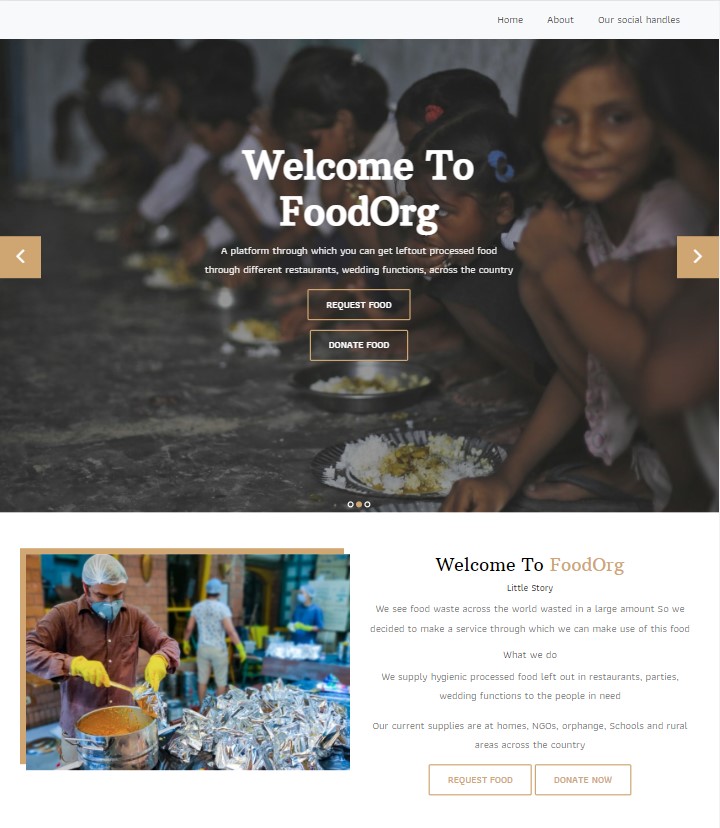 Home About Our social handles
Welcome To
FoodOrg
A platform through which you can get leftout processed food
through different restaurants, wedding functions, across the country
REQUEST FOOD
DONATE FOOD
Welcome To FoodOrg
Little Story
We see food waste across the world wasted in a large amount So we
decided to make a service through which we can make use of this food
What we do
We supply hygienic processed food left out in restaurants, parties,
wedding functions to the people in need
Our current supplies are at homes, NGOs, orphange, Schools and rural
areas across the country
REQUEST FOOD DONATE NOW